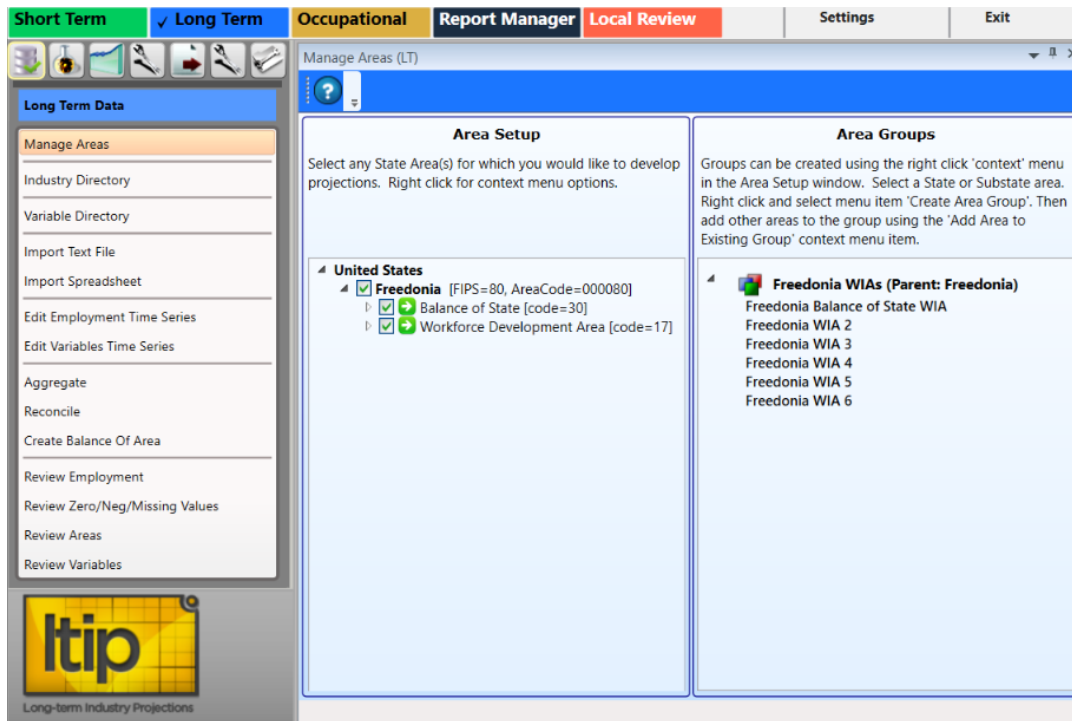 Short Term
✓ Long Term
Occupational
Report Manager
Local Review
Settings
Exit
Long Term Data
Manage Areas
Industry Directory
Variable Directory
Import Text File
Import Spreadsheet
Edit Employment Time Series
Edit Variables Time Series
Aggregate
Reconcile
Create Balance Of Area
Review Employment
Review Zero/Neg/Missing Values
Review Areas
Review Variables
ltip
Long-term Industry Projections
Manage Areas (LT)
?
Area Setup
Select any State Area(s) for which you would like to develop
projections. Right click for context menu options.
United States
Freedonia [FIPS=80, AreaCode=000080]
Balance of State [code=30]
Workforce Development Area [code=17]
Area Groups
Groups can be created using the right click 'context' menu
in the Area Setup window. Select a State or Substate area.
Right click and select menu item 'Create Area Group'. Then
add other areas to the group using the 'Add Area to
Existing Group' context menu item.
Freedonia WIAs (Parent: Freedonia)
Freedonia Balance of State WIA
Freedonia WIA 2
Freedonia WIA 3
Freedonia WIA 4
Freedonia WIA 5
Freedonia WIA 6